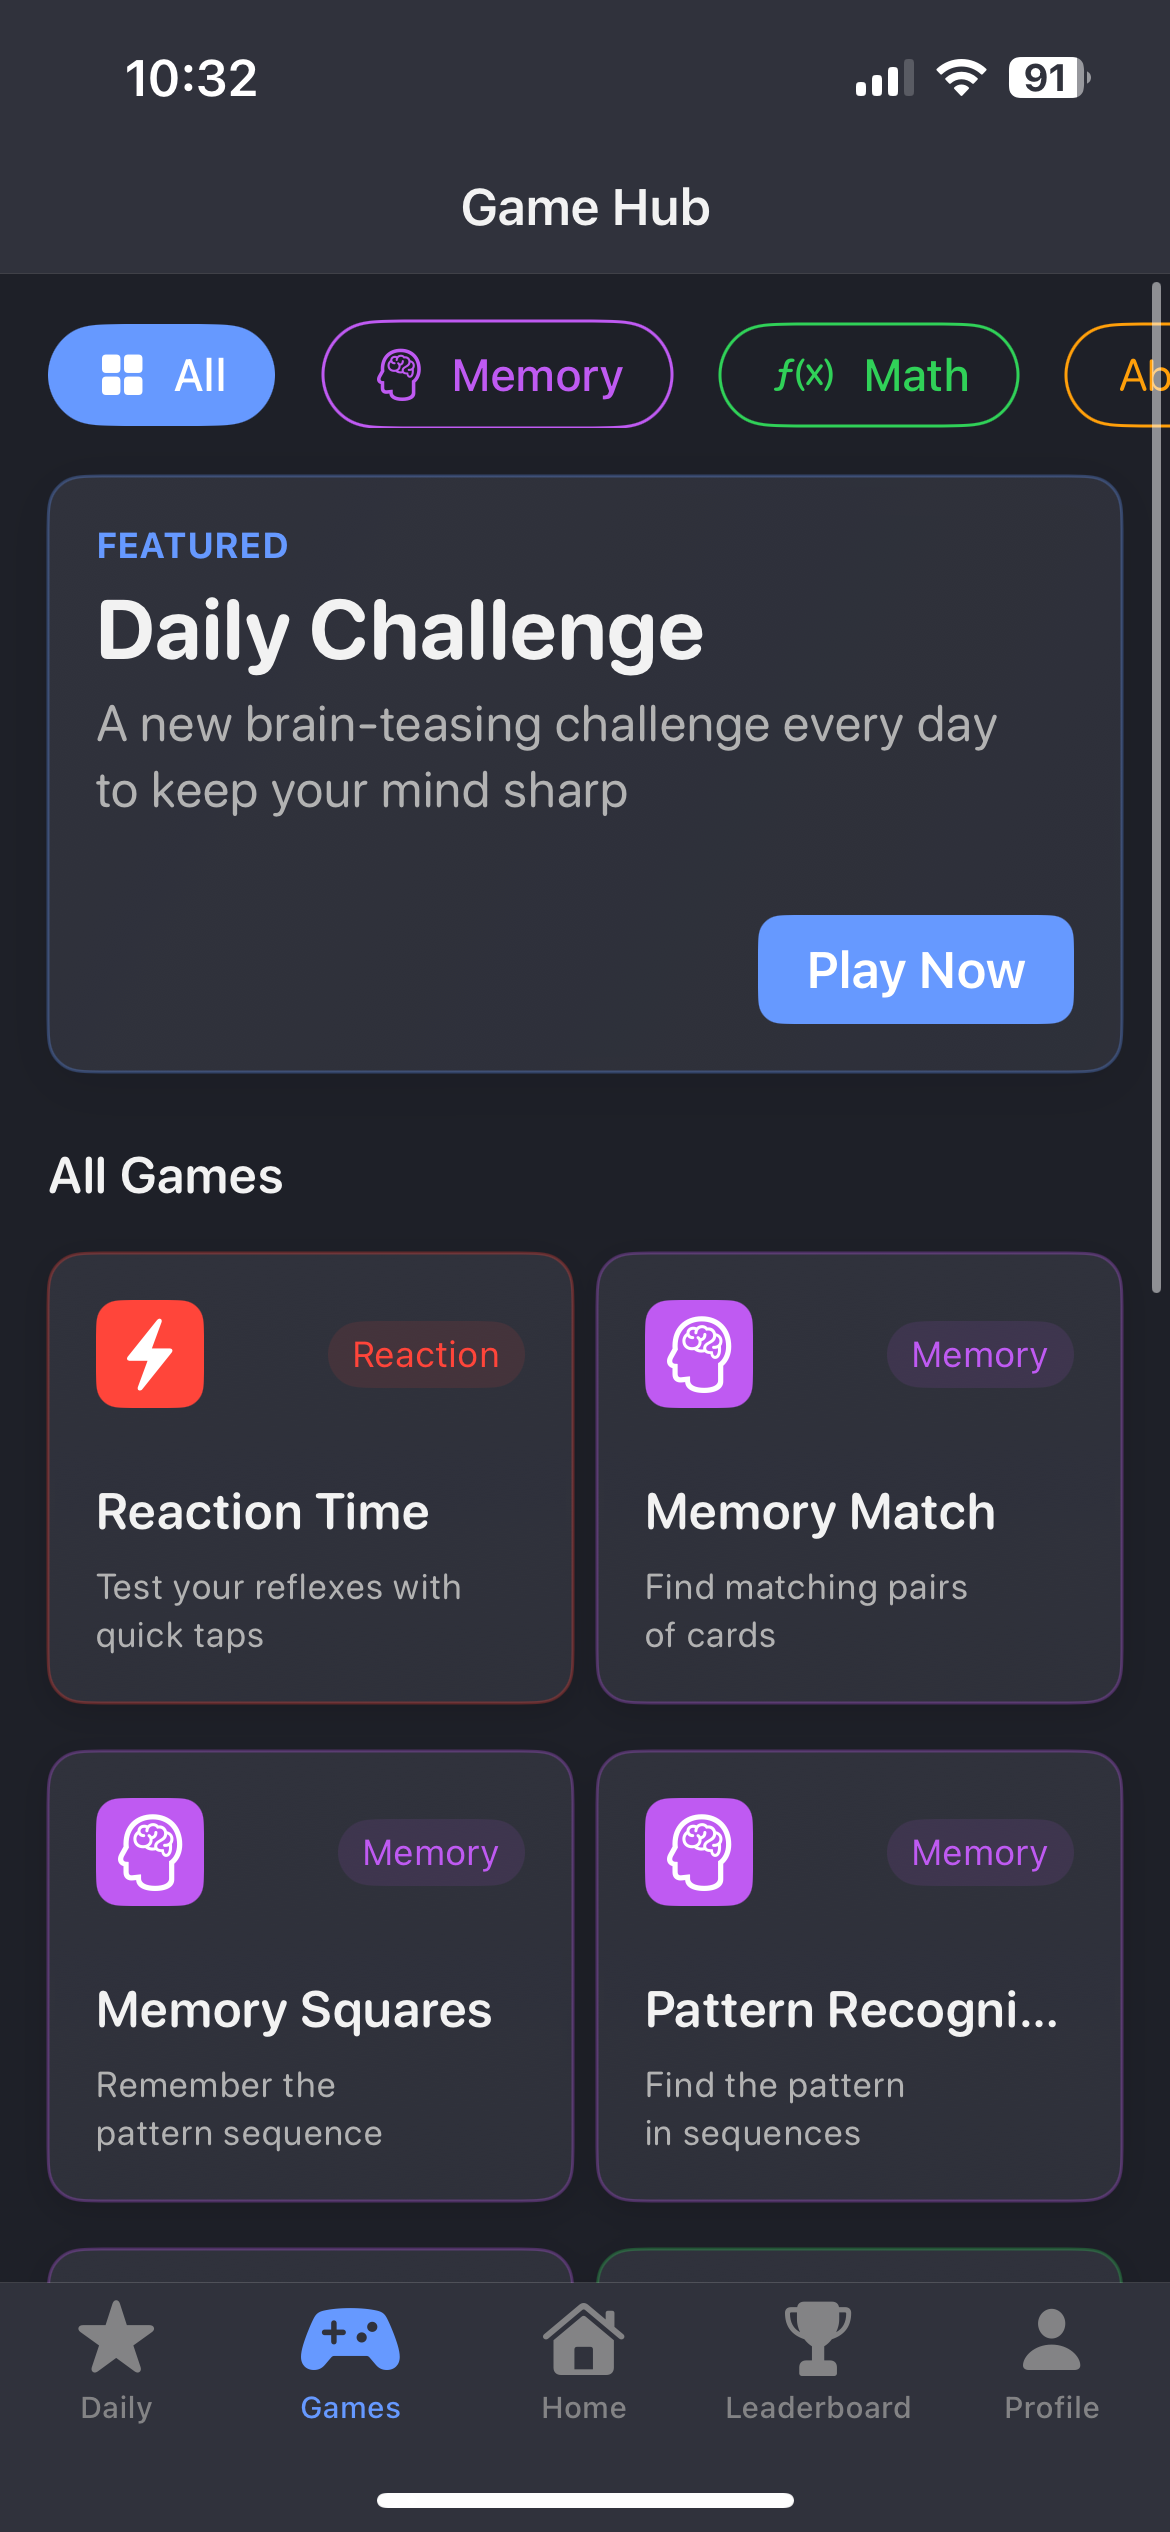 10:32
91
Game Hub
All
Memory
f(x) Math
Ab
FEATURED
Daily Challenge
A new brain-teasing challenge every day
to keep your mind sharp
Play Now
All Games
Reaction
Reaction Time
Test your reflexes with
quick taps
Memory
Memory Match
Find matching pairs
of cards
Memory
Memory Squares
Remember the
pattern sequence
Memory
Pattern Recogni...
Find the pattern
in sequences
Daily
Games
Home
Leaderboard
Profile